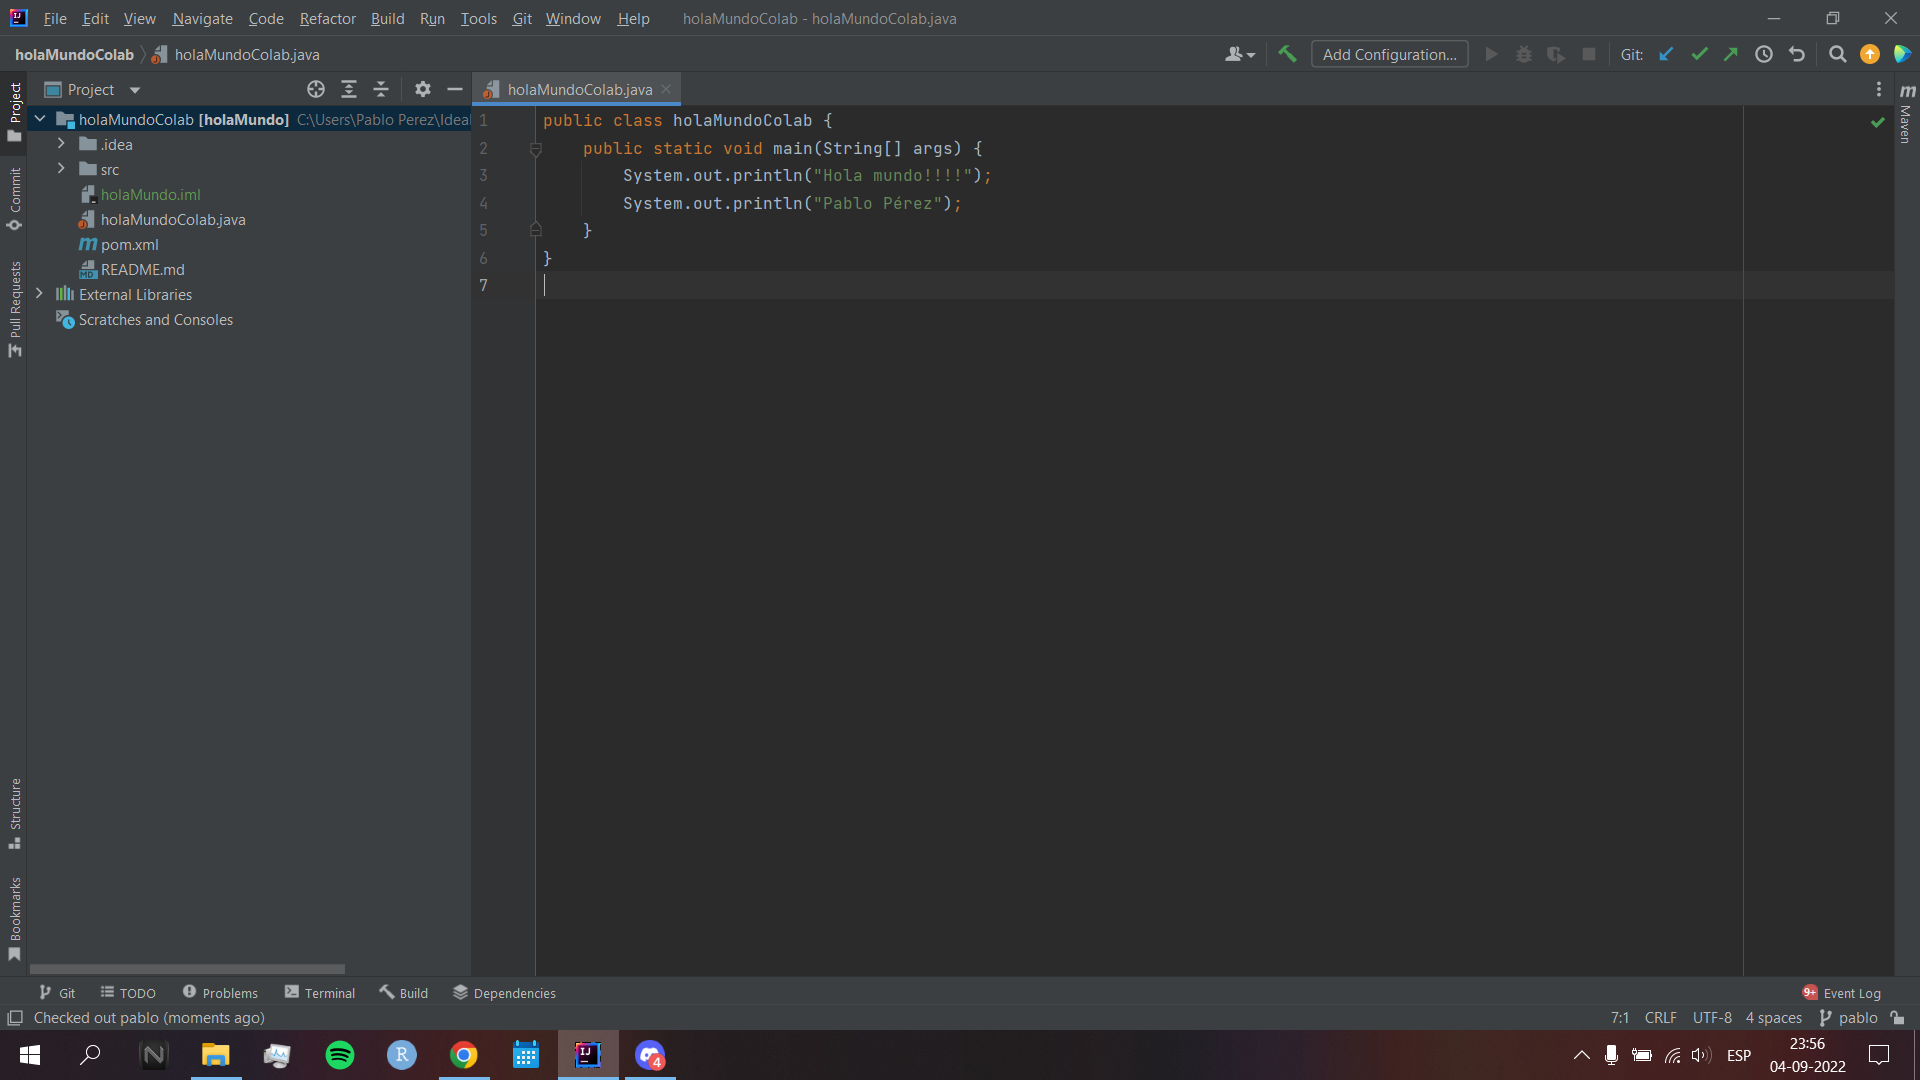 File Edit View Navigate Code Refactor Build Run Tools Git Window Help holaMundoColab - holaMundoColab.java
holaMundoColab holaMundoColab.java Add Configuration... Git:
Project holaMundoColab.java
holaMundoColab [holaMundo] C:\Users\Pablo Perez\Idea
.idea
src
holaMundo.iml
holaMundoColab.java
pom.xml
README.md
External Libraries
Scratches and Consoles
1 public class holaMundoColab {
2 public static void main(String[] args) {
3 System.out.println("Hola mundo!!!!");
4 System.out.println("Pablo Pérez");
5 }
6 }
7
Project
Commit
Pull Requests
Structure
Bookmarks
Maven
Git TODO Problems Terminal Build Dependencies 9+ Event Log
Checked out pablo (moments ago) 7:1 CRLF UTF-8 4 spaces pablo
4 ESP 23:56
04-09-2022